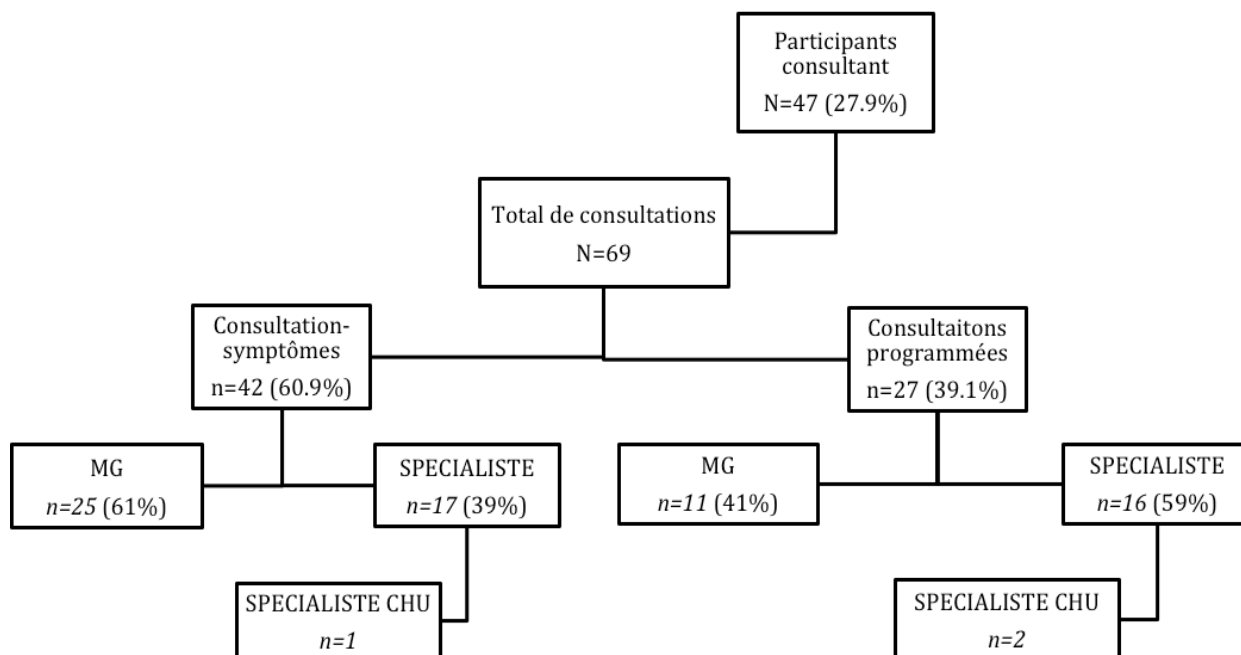 Participants
consultant
N=47 (27.9%)
Total de consultations
N=69
Consultation-
symptômes
n=42 (60.9%)
Consultaitons
programmées
n=27 (39.1%)
MG
n=25 (61%)
SPECIALISTE
n=17 (39%)
MG
n=11 (41%)
SPECIALISTE
n=16 (59%)
SPECIALISTE CHU
n=1
SPECIALISTE CHU
n=2